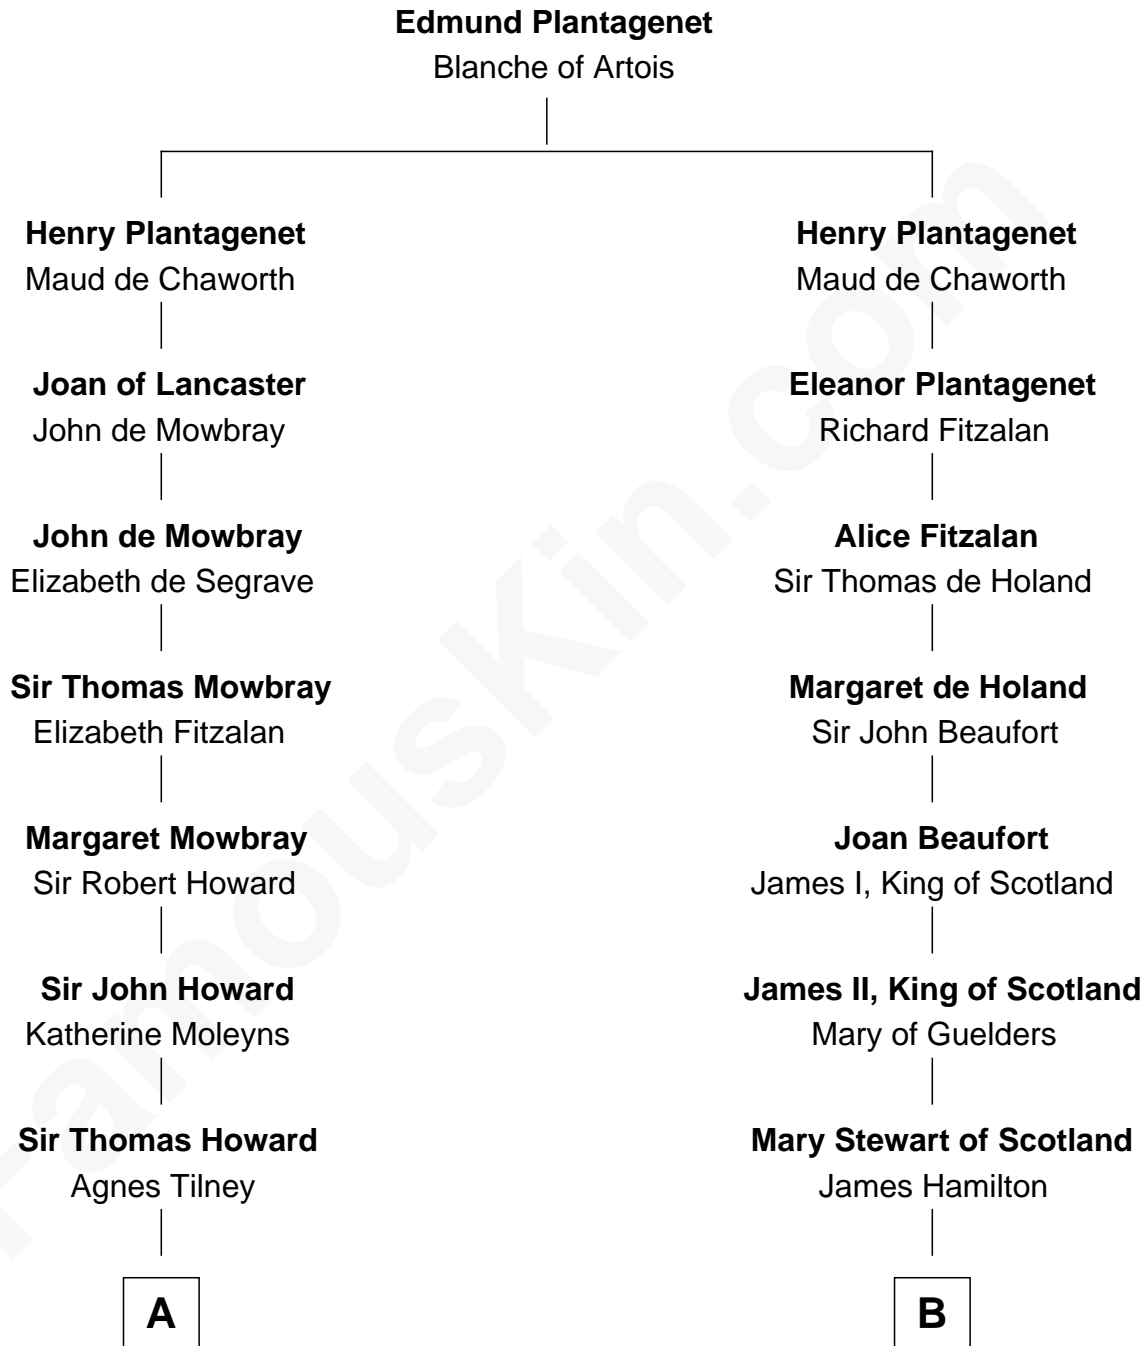 Edmund Plantagenet
Blanche of Artois
Henry Plantagenet
Maud de Chaworth
Joan of Lancaster
John de Mowbray
John de Mowbray
Elizabeth de Segrave
Sir Thomas Mowbray
Elizabeth Fitzalan
Margaret Mowbray
Sir Robert Howard
Sir John Howard
Katherine Moleyns
Sir Thomas Howard
Agnes Tilney
A
Henry Plantagenet
Maud de Chaworth
Eleanor Plantagenet
Richard Fitzalan
Alice Fitzalan
Sir Thomas de Holand
Margaret de Holand
Sir John Beaufort
Joan Beaufort
James I, King of Scotland
James II, King of Scotland
Mary of Guelders
Mary Stewart of Scotland
James Hamilton
B
FamousKin.com